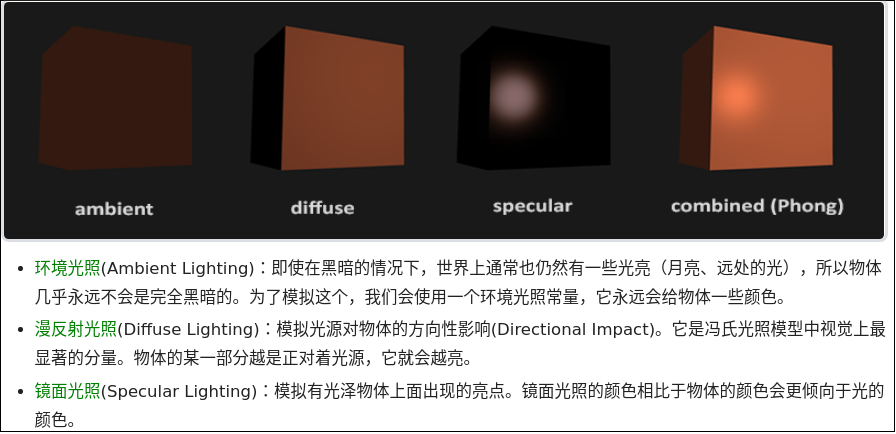 ambient diffuse specular combined (Phong)
环境光照(Ambient Lighting)：即使在黑暗的情况下，世界上通常也仍然有一些光亮（月亮、远处的光），所以物体
几乎永远不会是完全黑暗的。为了模拟这个，我们会使用一个环境光照常量，它永远会给物体一些颜色。
漫反射光照(Diffuse Lighting)：模拟光源对物体的方向性影响(Directional Impact)。它是冯氏光照模型中视觉上最
显著的分量。物体的某一部分越是正对着光源，它就会越亮。
镜面光照(Specular Lighting)：模拟有光泽物体上面出现的亮点。镜面光照的颜色相比于物体的颜色会更倾向于光的
颜色。